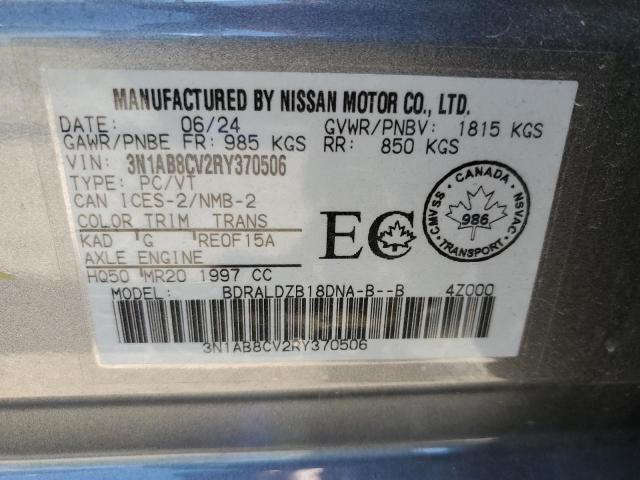 MANUFACTURED BY NISSAN MOTOR CO., LTD.
DATE: 06/24 GVWR/PNBV: 1815 KGS
GAWR/PNBE FR: 985 KGS RR: 850 KGS
VIN: 3N1AB8CV2RY370506
TYPE: PC/VT
CAN ICES-2/NMB-2
COLOR TRIM TRANS
KAD G RE0F15A
AXLE ENGINE
HQ50 MR20 1997 CC
MODEL: BDRALDZB18DNA-B--B 4Z000
3N1AB8CV2RY370506
EC
CANADA
CMVSS 986 NSVAC
TRANSPORT